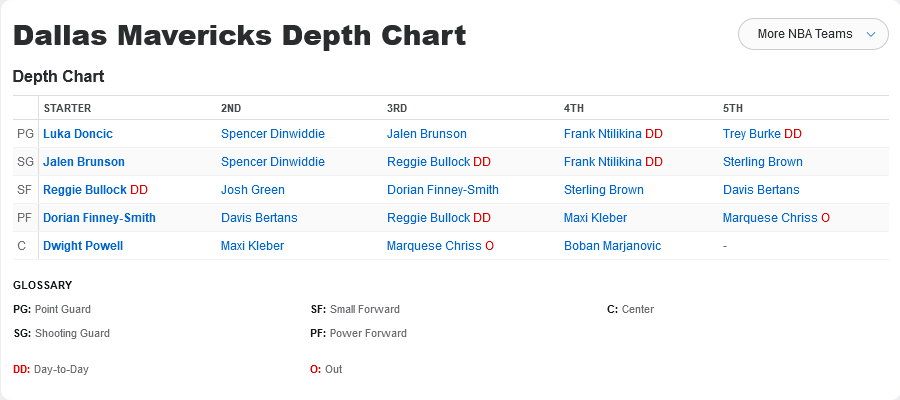 Dallas Mavericks Depth Chart
More NBA Teams
Depth Chart
STARTER 2ND 3RD 4TH 5TH
PG Luka Doncic Spencer Dinwiddie Jalen Brunson Frank Ntilikina DD Trey Burke DD
SG Jalen Brunson Spencer Dinwiddie Reggie Bullock DD Frank Ntilikina DD Sterling Brown
SF Reggie Bullock DD Josh Green Dorian Finney-Smith Sterling Brown Davis Bertans
PF Dorian Finney-Smith Davis Bertans Reggie Bullock DD Maxi Kleber Marquese Chriss O
C Dwight Powell Maxi Kleber Marquese Chriss O Boban Marjanovic -
GLOSSARY
PG: Point Guard SF: Small Forward C: Center
SG: Shooting Guard PF: Power Forward
DD: Day-to-Day O: Out